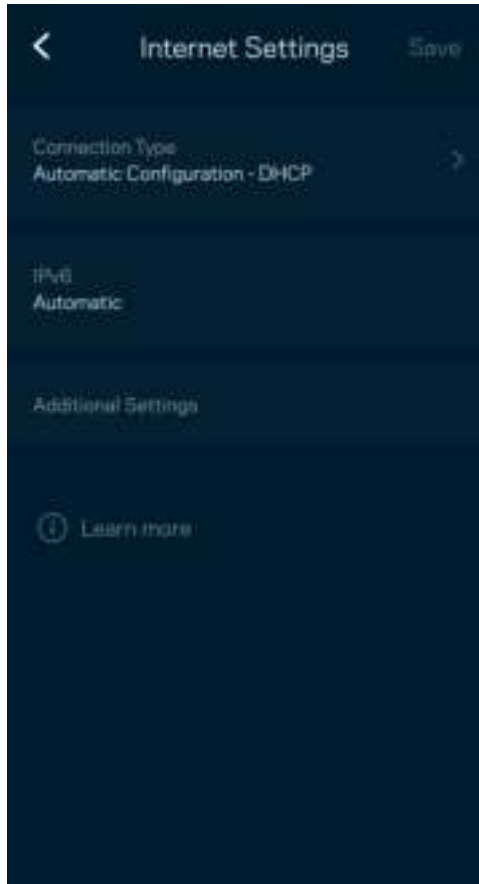 Internet Settings
Save
Connection Type
Automatic Configuration - DHCP
IPv6
Automatic
Additional Settings
Learn more